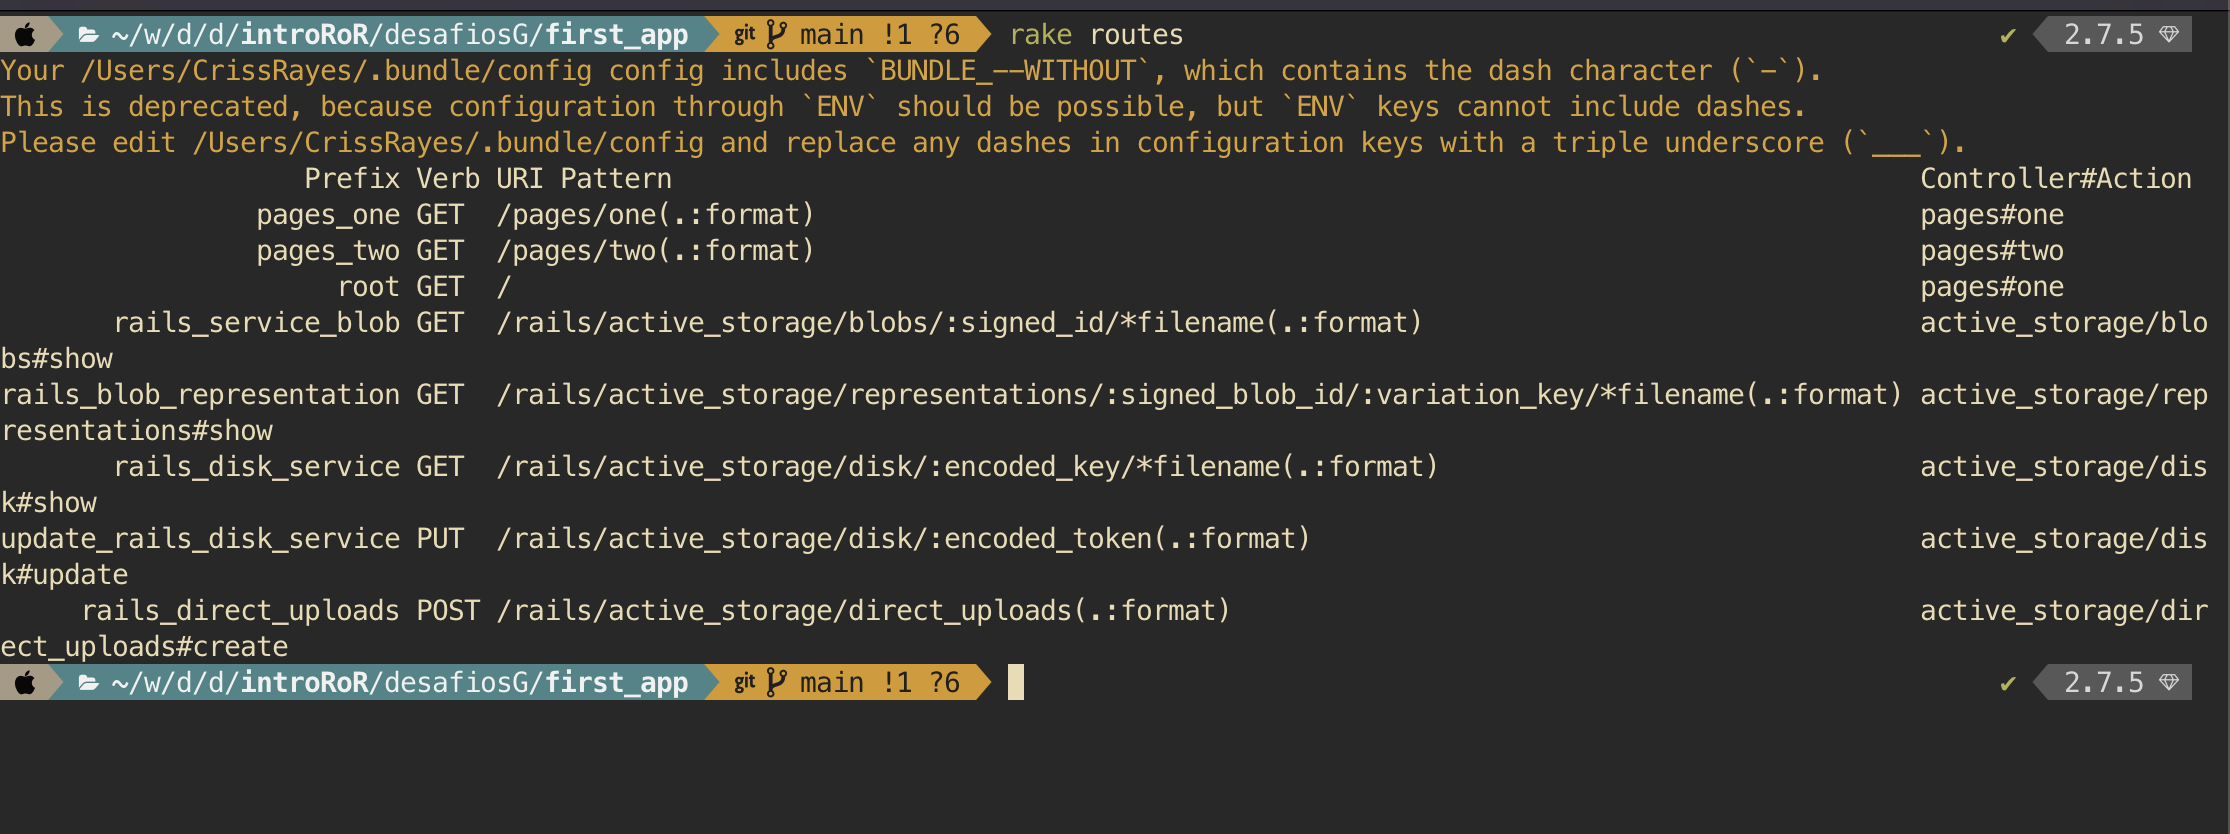 ~/w/d/d/introRoR/desafiosG/first_app git main !1 ?6 rake routes ✔ 2.7.5
Your /Users/CrissRayes/.bundle/config config includes `BUNDLE_--WITHOUT`, which contains the dash character (`-`).
This is deprecated, because configuration through `ENV` should be possible, but `ENV` keys cannot include dashes.
Please edit /Users/CrissRayes/.bundle/config and replace any dashes in configuration keys with a triple underscore (`___`).
Prefix Verb URI Pattern Controller#Action
pages_one GET /pages/one(.:format) pages#one
pages_two GET /pages/two(.:format) pages#two
root GET / pages#one
rails_service_blob GET /rails/active_storage/blobs/:signed_id/*filename(.:format) active_storage/blo
bs#show
rails_blob_representation GET /rails/active_storage/representations/:signed_blob_id/:variation_key/*filename(.:format) active_storage/rep
resentations#show
rails_disk_service GET /rails/active_storage/disk/:encoded_key/*filename(.:format) active_storage/dis
k#show
update_rails_disk_service PUT /rails/active_storage/disk/:encoded_token(.:format) active_storage/dis
k#update
rails_direct_uploads POST /rails/active_storage/direct_uploads(.:format) active_storage/dir
ect_uploads#create
~/w/d/d/introRoR/desafiosG/first_app git main !1 ?6 ✔ 2.7.5